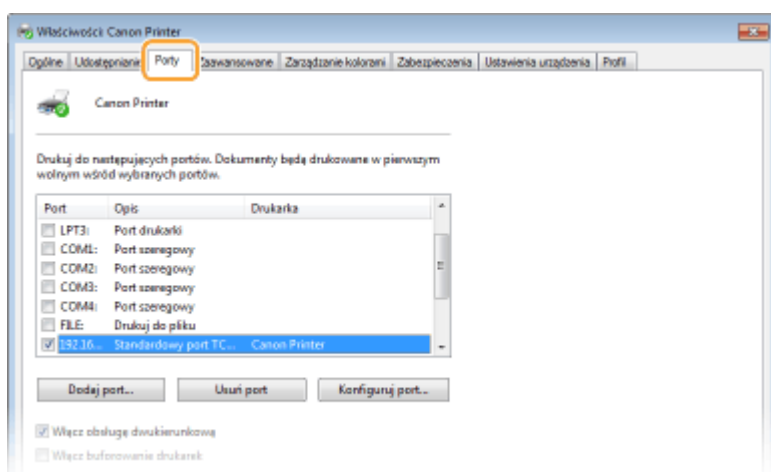 Właściwości: Canon Printer
Ogólne Udostępnianie Porty Zaawansowane Zarządzanie kolorami Zabezpieczenia Ustawienia urządzenia Profil
Canon Printer
Drukuj do następujących portów. Dokumenty będą drukowane w pierwszym
wolnym wśród wybranych portów.
Port Opis Drukarka
LPT3: Port drukarki
COM1: Port szeregowy
COM2: Port szeregowy
COM3: Port szeregowy
COM4: Port szeregowy
FILE: Drukuj do pliku
192.16... Standardowy port TC... Canon Printer
Dodaj port... Usuń port Konfiguruj port...
Włącz obsługę dwukierunkową
Włącz buforowanie drukarek